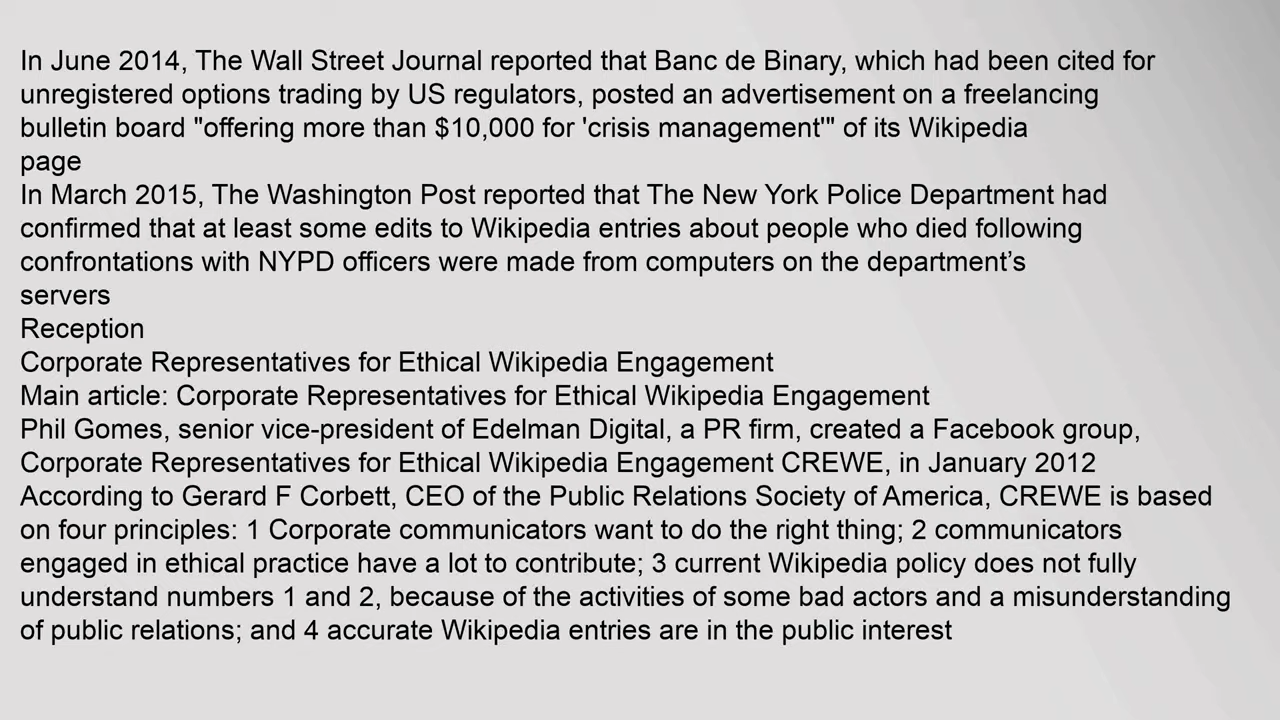 In June 2014, The Wall Street Journal reported that Banc de Binary, which had been cited for
unregistered options trading by US regulators, posted an advertisement on a freelancing
bulletin board "offering more than $10,000 for 'crisis management'" of its Wikipedia
page
In March 2015, The Washington Post reported that The New York Police Department had
confirmed that at least some edits to Wikipedia entries about people who died following
confrontations with NYPD officers were made from computers on the department’s
servers
Reception
Corporate Representatives for Ethical Wikipedia Engagement
Main article: Corporate Representatives for Ethical Wikipedia Engagement
Phil Gomes, senior vice-president of Edelman Digital, a PR firm, created a Facebook group,
Corporate Representatives for Ethical Wikipedia Engagement CREWE, in January 2012
According to Gerard F Corbett, CEO of the Public Relations Society of America, CREWE is based
on four principles: 1 Corporate communicators want to do the right thing; 2 communicators
engaged in ethical practice have a lot to contribute; 3 current Wikipedia policy does not fully
understand numbers 1 and 2, because of the activities of some bad actors and a misunderstanding
of public relations; and 4 accurate Wikipedia entries are in the public interest